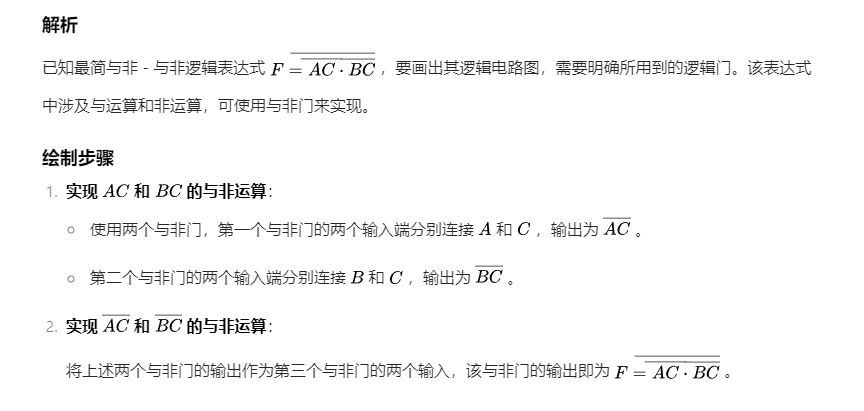 解析
已知最简与非 - 与非逻辑表达式 $F = \overline{\overline{AC \cdot BC}}$ ，要画出其逻辑电路图，需要明确所用到的逻辑门。该表达式
中涉及与运算和非运算，可使用与非门来实现。
绘制步骤
1. 实现 $AC$ 和 $BC$ 的与非运算：
○ 使用两个与非门，第一个与非门的两个输入端分别连接 $A$ 和 $C$ ，输出为 $\overline{AC}$ 。
○ 第二个与非门的两个输入端分别连接 $B$ 和 $C$ ，输出为 $\overline{BC}$ 。
2. 实现 $\overline{AC}$ 和 $\overline{BC}$ 的与非运算：
将上述两个与非门的输出作为第三个与非门的两个输入，该与非门的输出即为 $F = \overline{\overline{AC \cdot BC}}$ 。